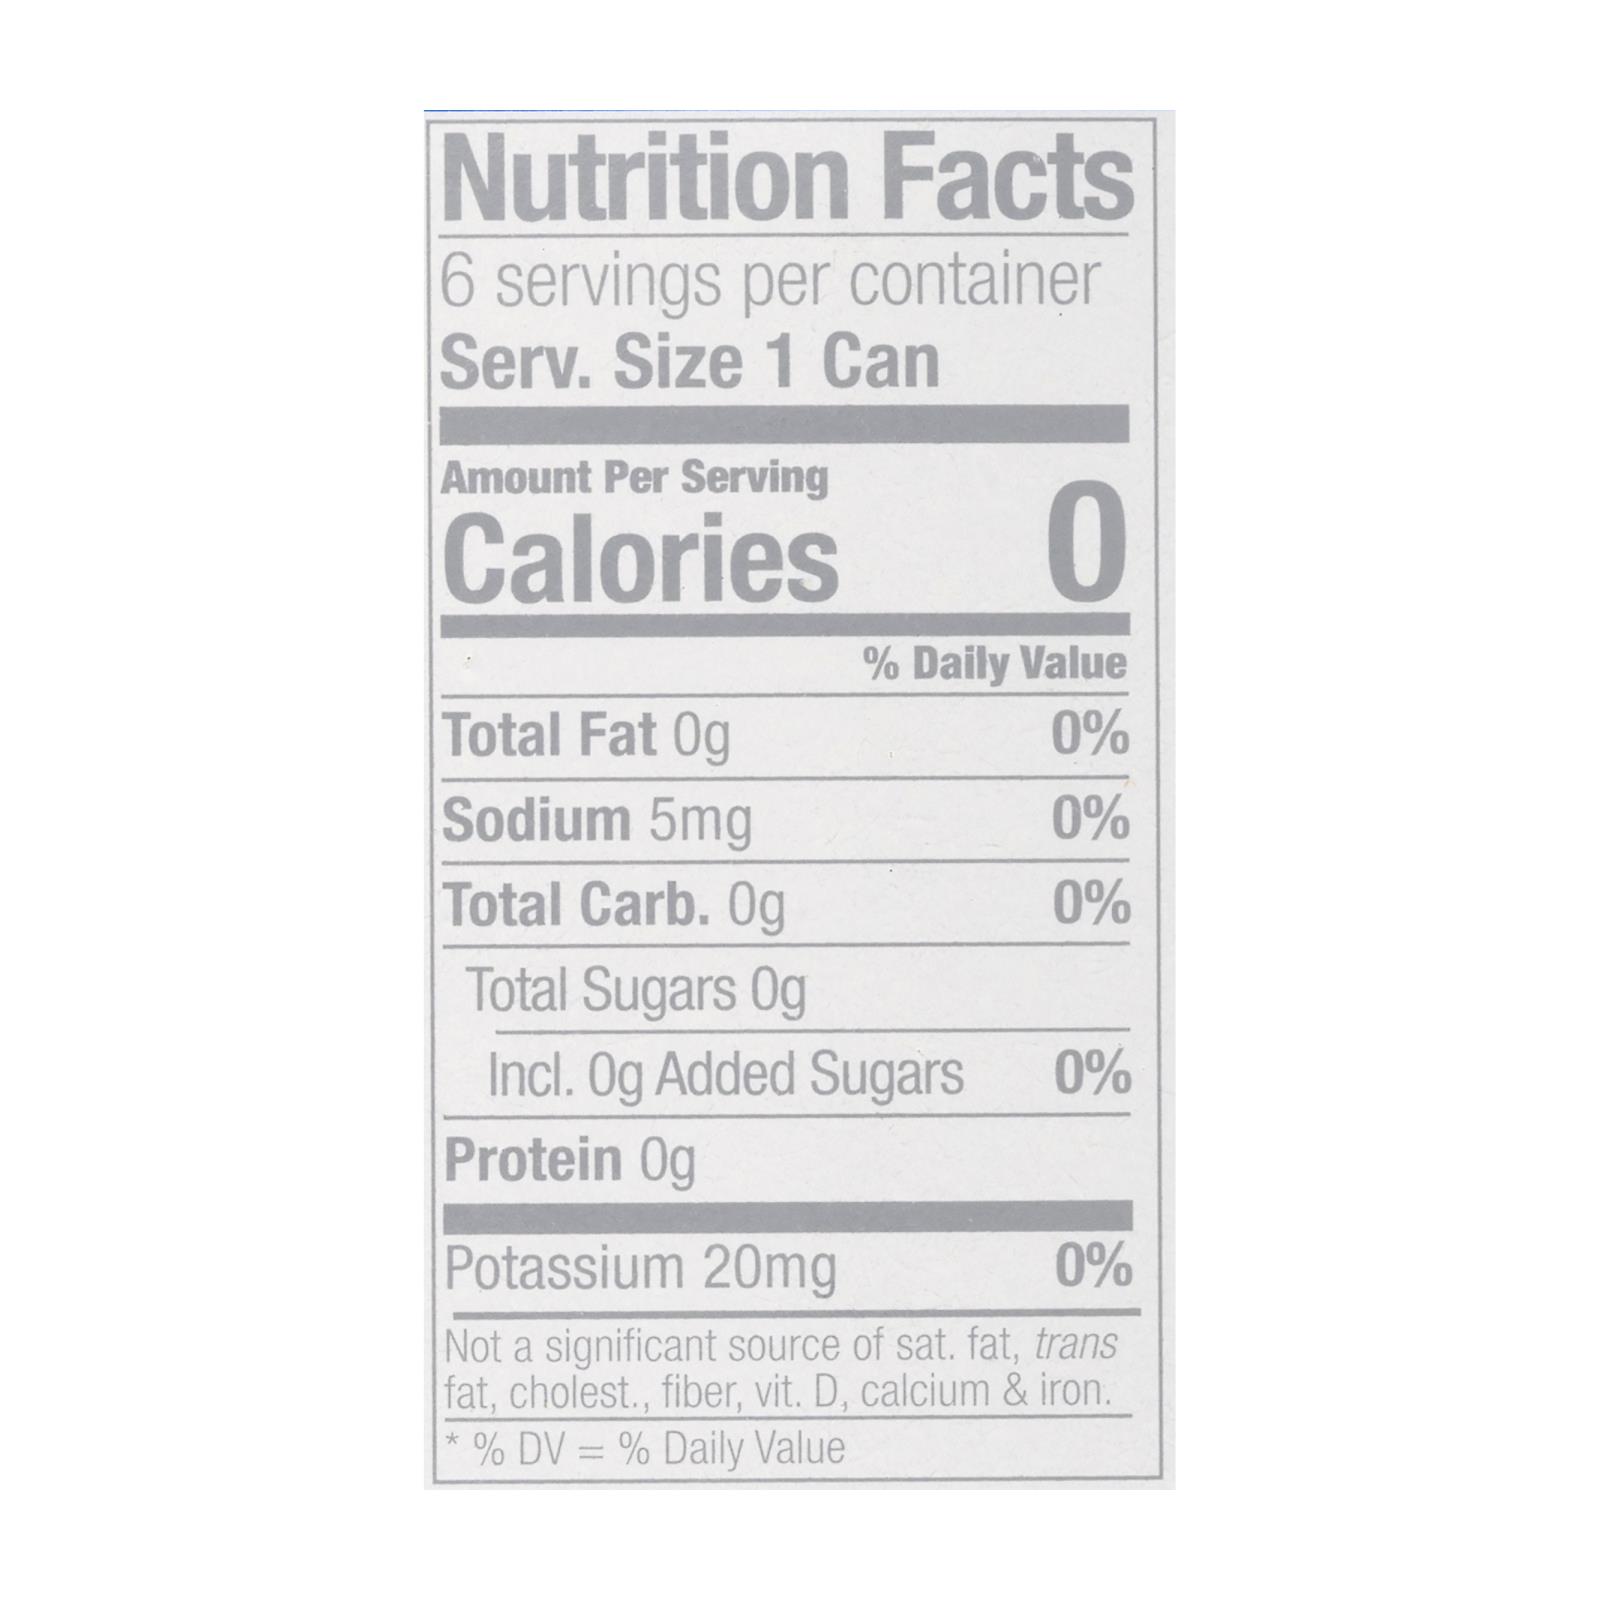 Nutrition Facts
6 servings per container
Serv. Size 1 Can
Amount Per Serving
Calories 0
% Daily Value
Total Fat 0g 0%
Sodium 5mg 0%
Total Carb. 0g 0%
Total Sugars 0g
Incl. 0g Added Sugars 0%
Protein 0g
Potassium 20mg 0%
Not a significant source of sat. fat, trans
fat, cholest., fiber, vit. D, calcium & iron.
* % DV = % Daily Value